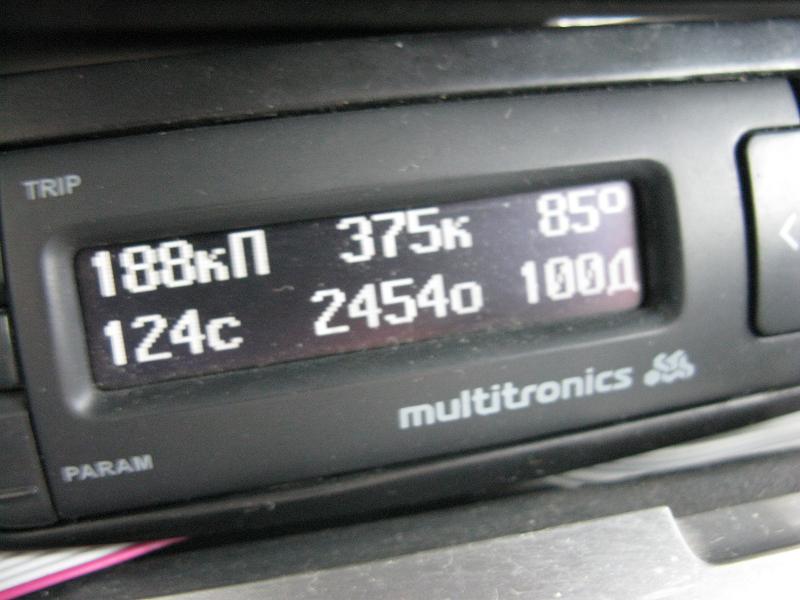 TRIP
188кП 375к 85°
124с 2454о 100Д
multitronics
PARAM